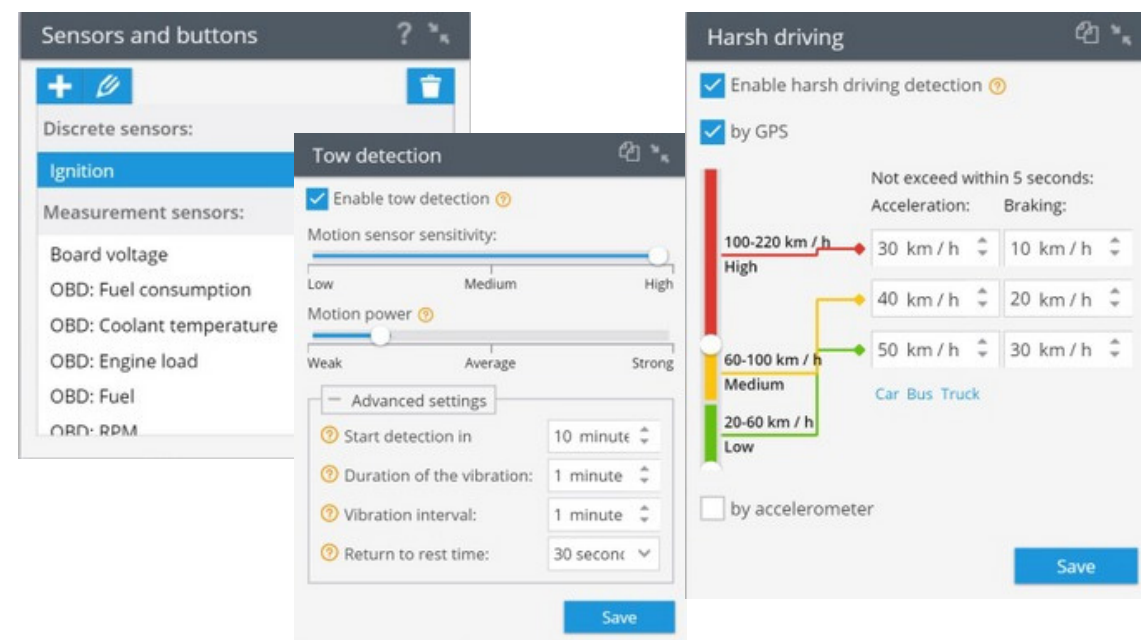 Sensors and buttons
?
Discrete sensors:
Ignition
Measurement sensors:
Board voltage
OBD: Fuel consumption
OBD: Coolant temperature
OBD: Engine load
OBD: Fuel
OBD: RPM
Tow detection
Enable tow detection ?
Motion sensor sensitivity:
Low Medium High
Motion power ?
Weak Average Strong
Advanced settings
? Start detection in 10 minute
? Duration of the vibration: 1 minute
? Vibration interval: 1 minute
? Return to rest time: 30 second
Save
Harsh driving
Enable harsh driving detection ?
by GPS
Not exceed within 5 seconds:
Acceleration: Braking:
100-220 km / h 30 km / h 10 km / h
High
40 km / h 20 km / h
60-100 km / h 50 km / h 30 km / h
Medium
Car Bus Truck
20-60 km / h
Low
by accelerometer
Save